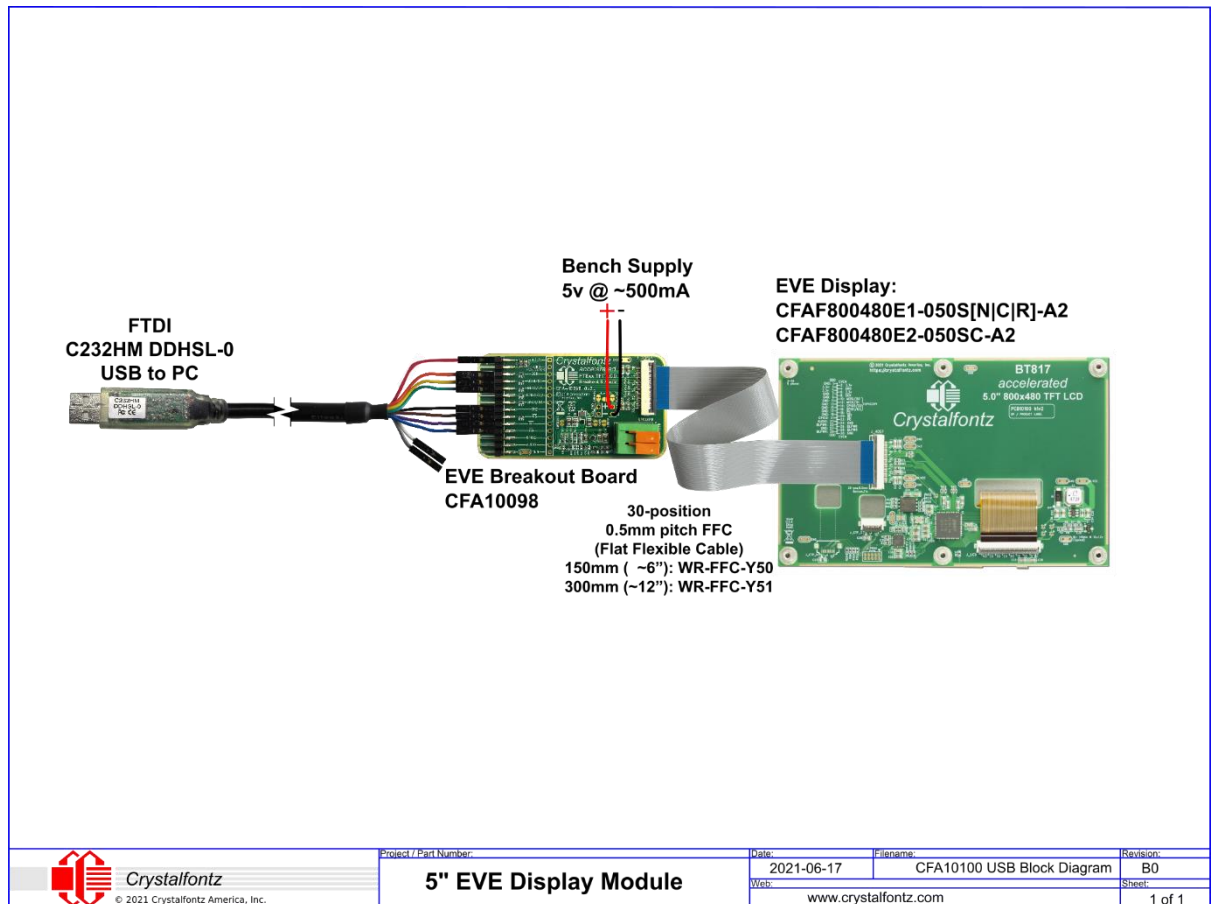 Bench Supply
5v @ ~500mA
+ -
EVE Display:
CFAF800480E1-050S[N|C|R]-A2
CFAF800480E2-050SC-A2
FTDI
C232HM DDHSL-0
USB to PC
C232HM
DDHSL-0
Crystalfontz
BT817
accelerated
5.0" 800x480 TFT LCD
Crystalfontz
EVE Breakout Board
CFA10098
30-position
0.5mm pitch FFC
(Flat Flexible Cable)
150mm ( ~6”): WR-FFC-Y50
300mm (~12”): WR-FFC-Y51
Crystalfontz
© 2021 Crystalfontz America, Inc.
Project / Part Number:
5" EVE Display Module
Date:
2021-06-17
Filename:
CFA10100 USB Block Diagram
Revision:
B0
Web:
www.crystalfontz.com
Sheet:
1 of 1